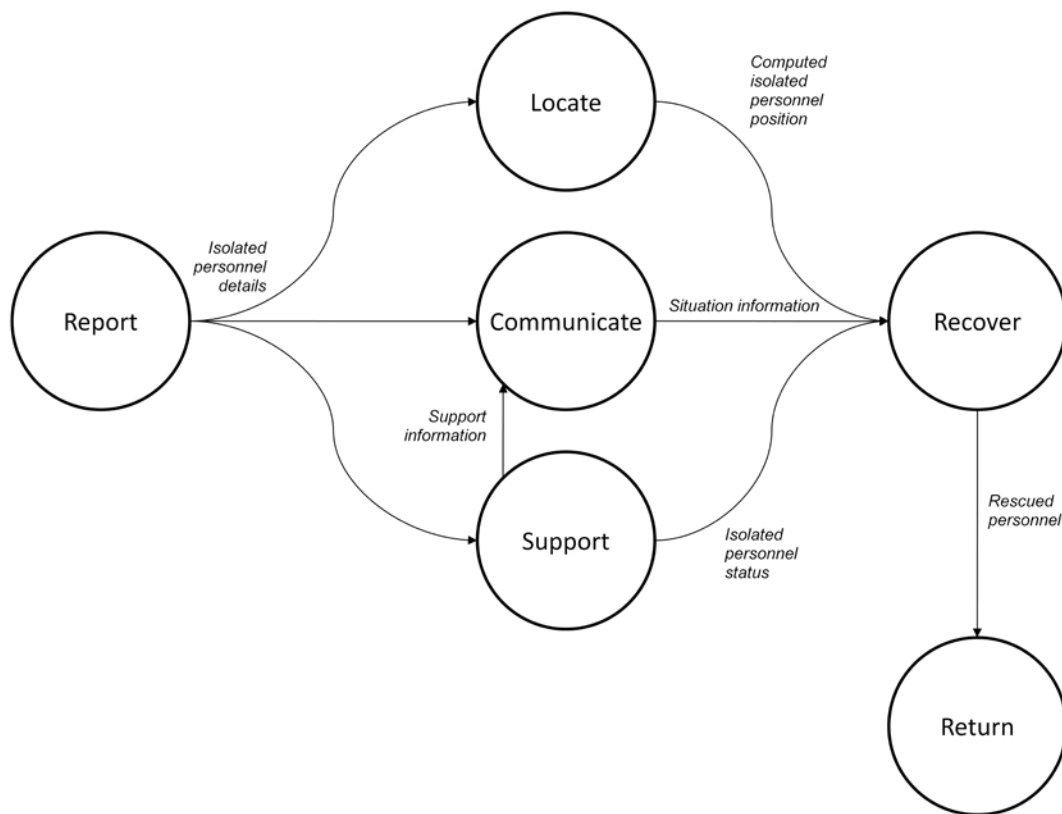 Locate
Computed
isolated
personnel
position
Isolated
personnel
details
Report
Communicate
Situation information
Recover
Support
information
Support
Isolated
personnel
status
Rescued
personnel
Return